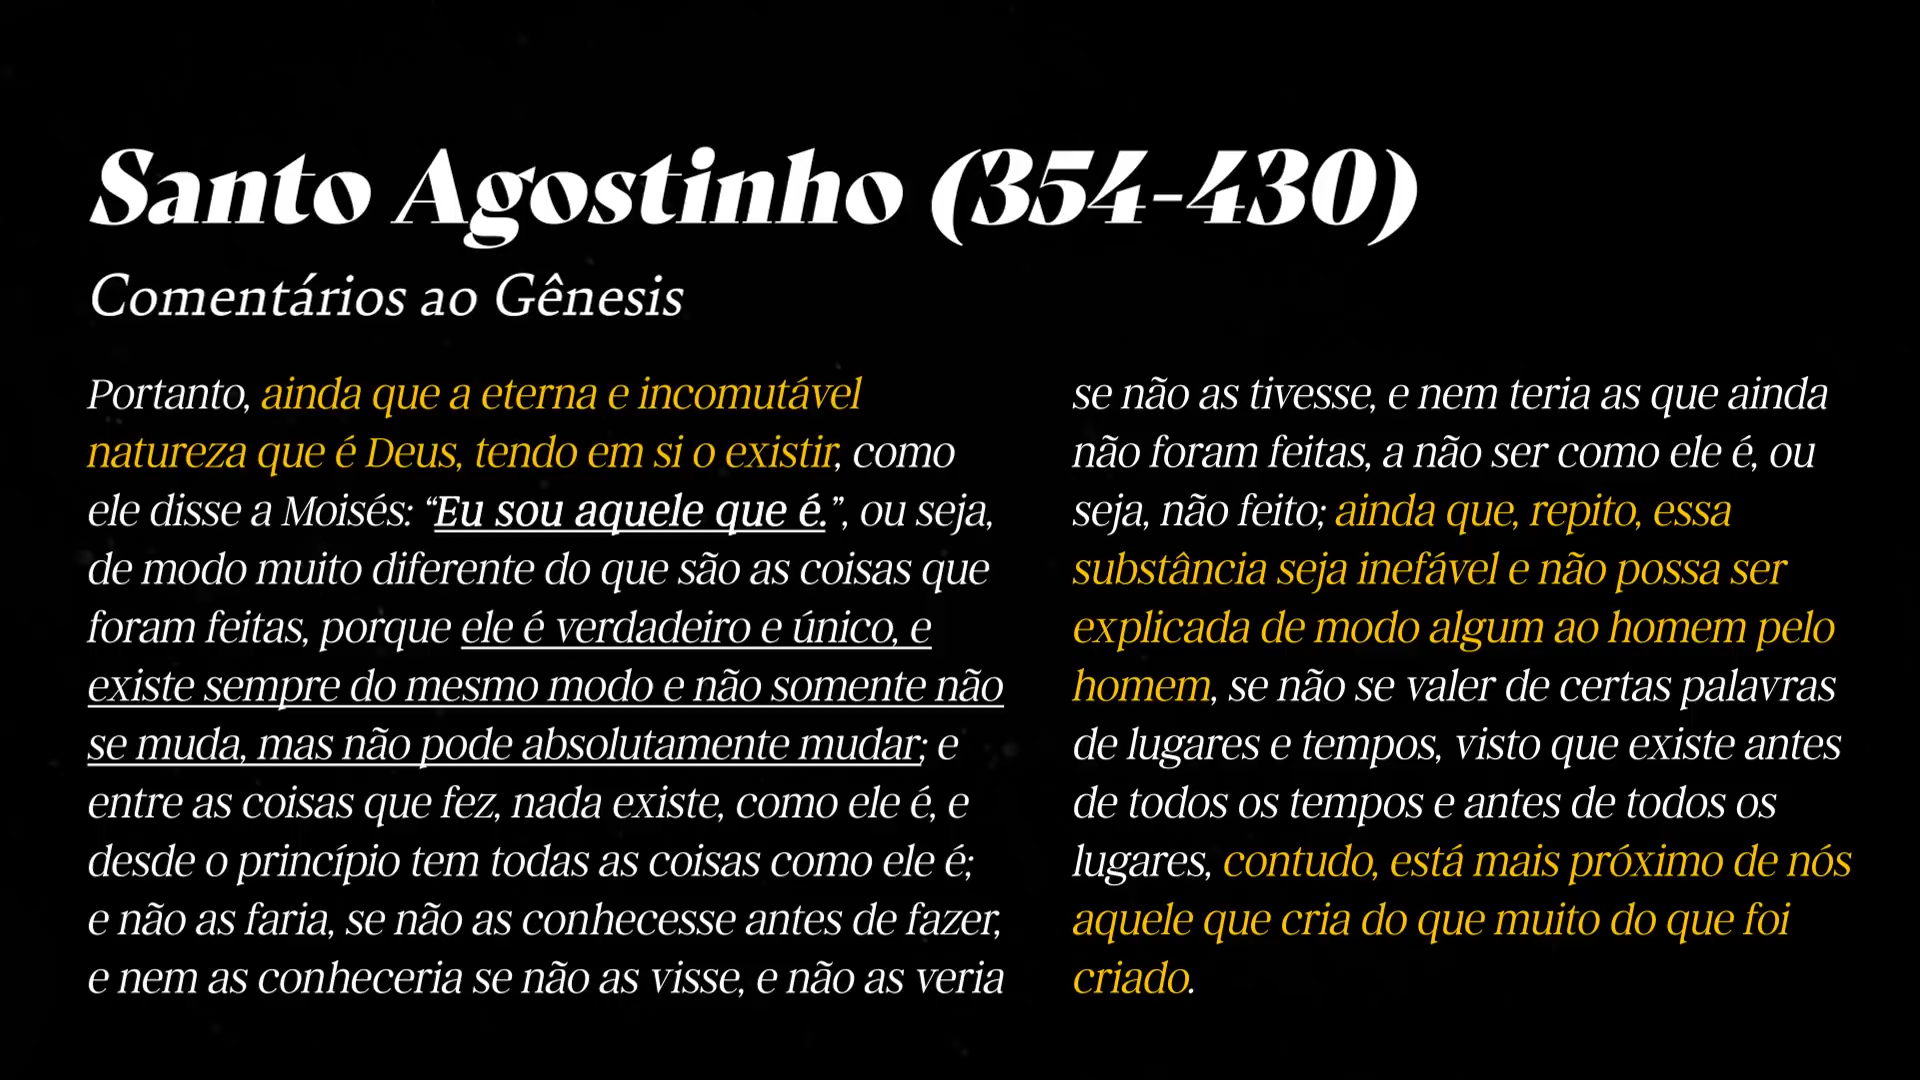 Santo Agostinho (354-430)
Comentários ao Gênesis
Portanto, ainda que a eterna e incomutável
natureza que é Deus, tendo em si o existir, como
ele disse a Moisés: “Eu sou aquele que é.”, ou seja,
de modo muito diferente do que são as coisas que
foram feitas, porque ele é verdadeiro e único, e
existe sempre do mesmo modo e não somente não
se muda, mas não pode absolutamente mudar; e
entre as coisas que fez, nada existe, como ele é, e
desde o princípio tem todas as coisas como ele é;
e não as faria, se não as conhecesse antes de fazer,
e nem as conheceria se não as visse, e não as veria
se não as tivesse, e nem teria as que ainda
não foram feitas, a não ser como ele é, ou
seja, não feito; ainda que, repito, essa
substância seja inefável e não possa ser
explicada de modo algum ao homem pelo
homem, se não se valer de certas palavras
de lugares e tempos, visto que existe antes
de todos os tempos e antes de todos os
lugares, contudo, está mais próximo de nós
aquele que cria do que muito do que foi
criado.